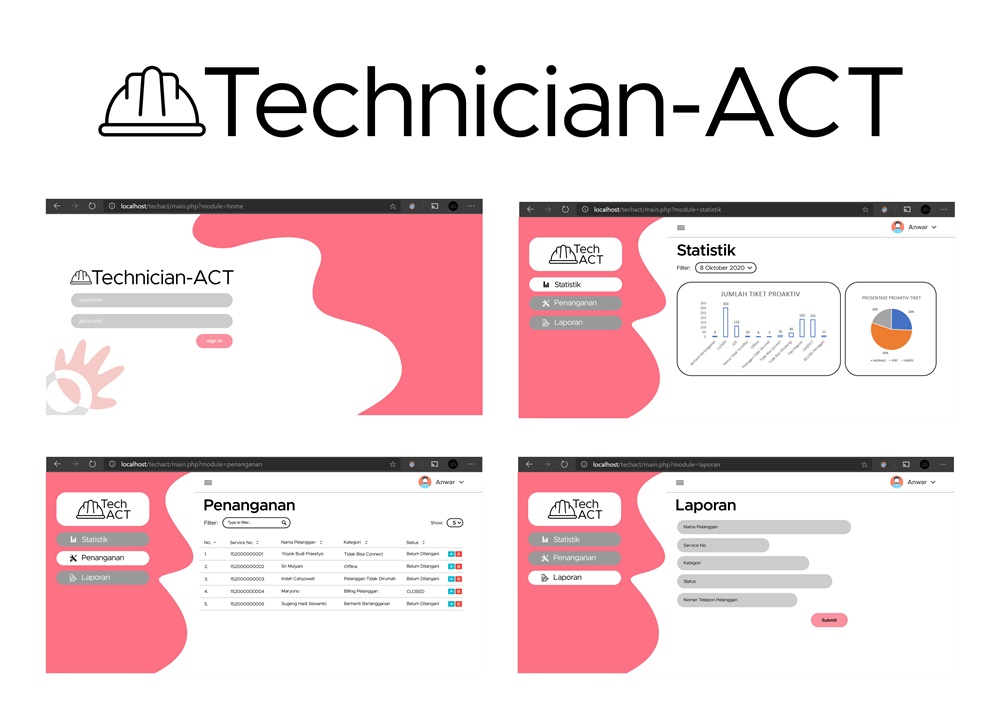 Technician-ACT
localhost/techact/main.php?module=home
Technician-ACT
username
password
sign in
localhost/techact/main.php?module=statistik
Anwar
Tech
ACT
Statistik
Penanganan
Laporan
Statistik
Filter: 8 Oktober 2020
JUMLAH TIKET PROAKTIV
PROSENTASE PROAKTIV TIKET
localhost/techact/main.php?module=penanganan
Anwar
Tech
ACT
Statistik
Penanganan
Laporan
Penanganan
Filter: Type to filter... Show: 5
No. Service No Nama Pelanggan Kategori Status
1. 152000000001 Yoyok Budi Prasetyo Tidak Bisa Connect Belum Ditangani
2. 152000000002 Sri Mulyani Offline Belum Ditangani
3. 152000000003 Indah Cahyowati Pelanggan Tidak Dirumah Belum Ditangani
4. 152000000004 Maryono Biling Pelanggan CLOSED
5. 152000000005 Sugeng Hadi Siswanto Berhenti Berlangganan Belum Ditangani
localhost/techact/main.php?module=laporan
Anwar
Tech
ACT
Statistik
Penanganan
Laporan
Laporan
Nama Pelanggan
Service No
Kategori
Status
Nomer Telepon Pelanggan
Submit